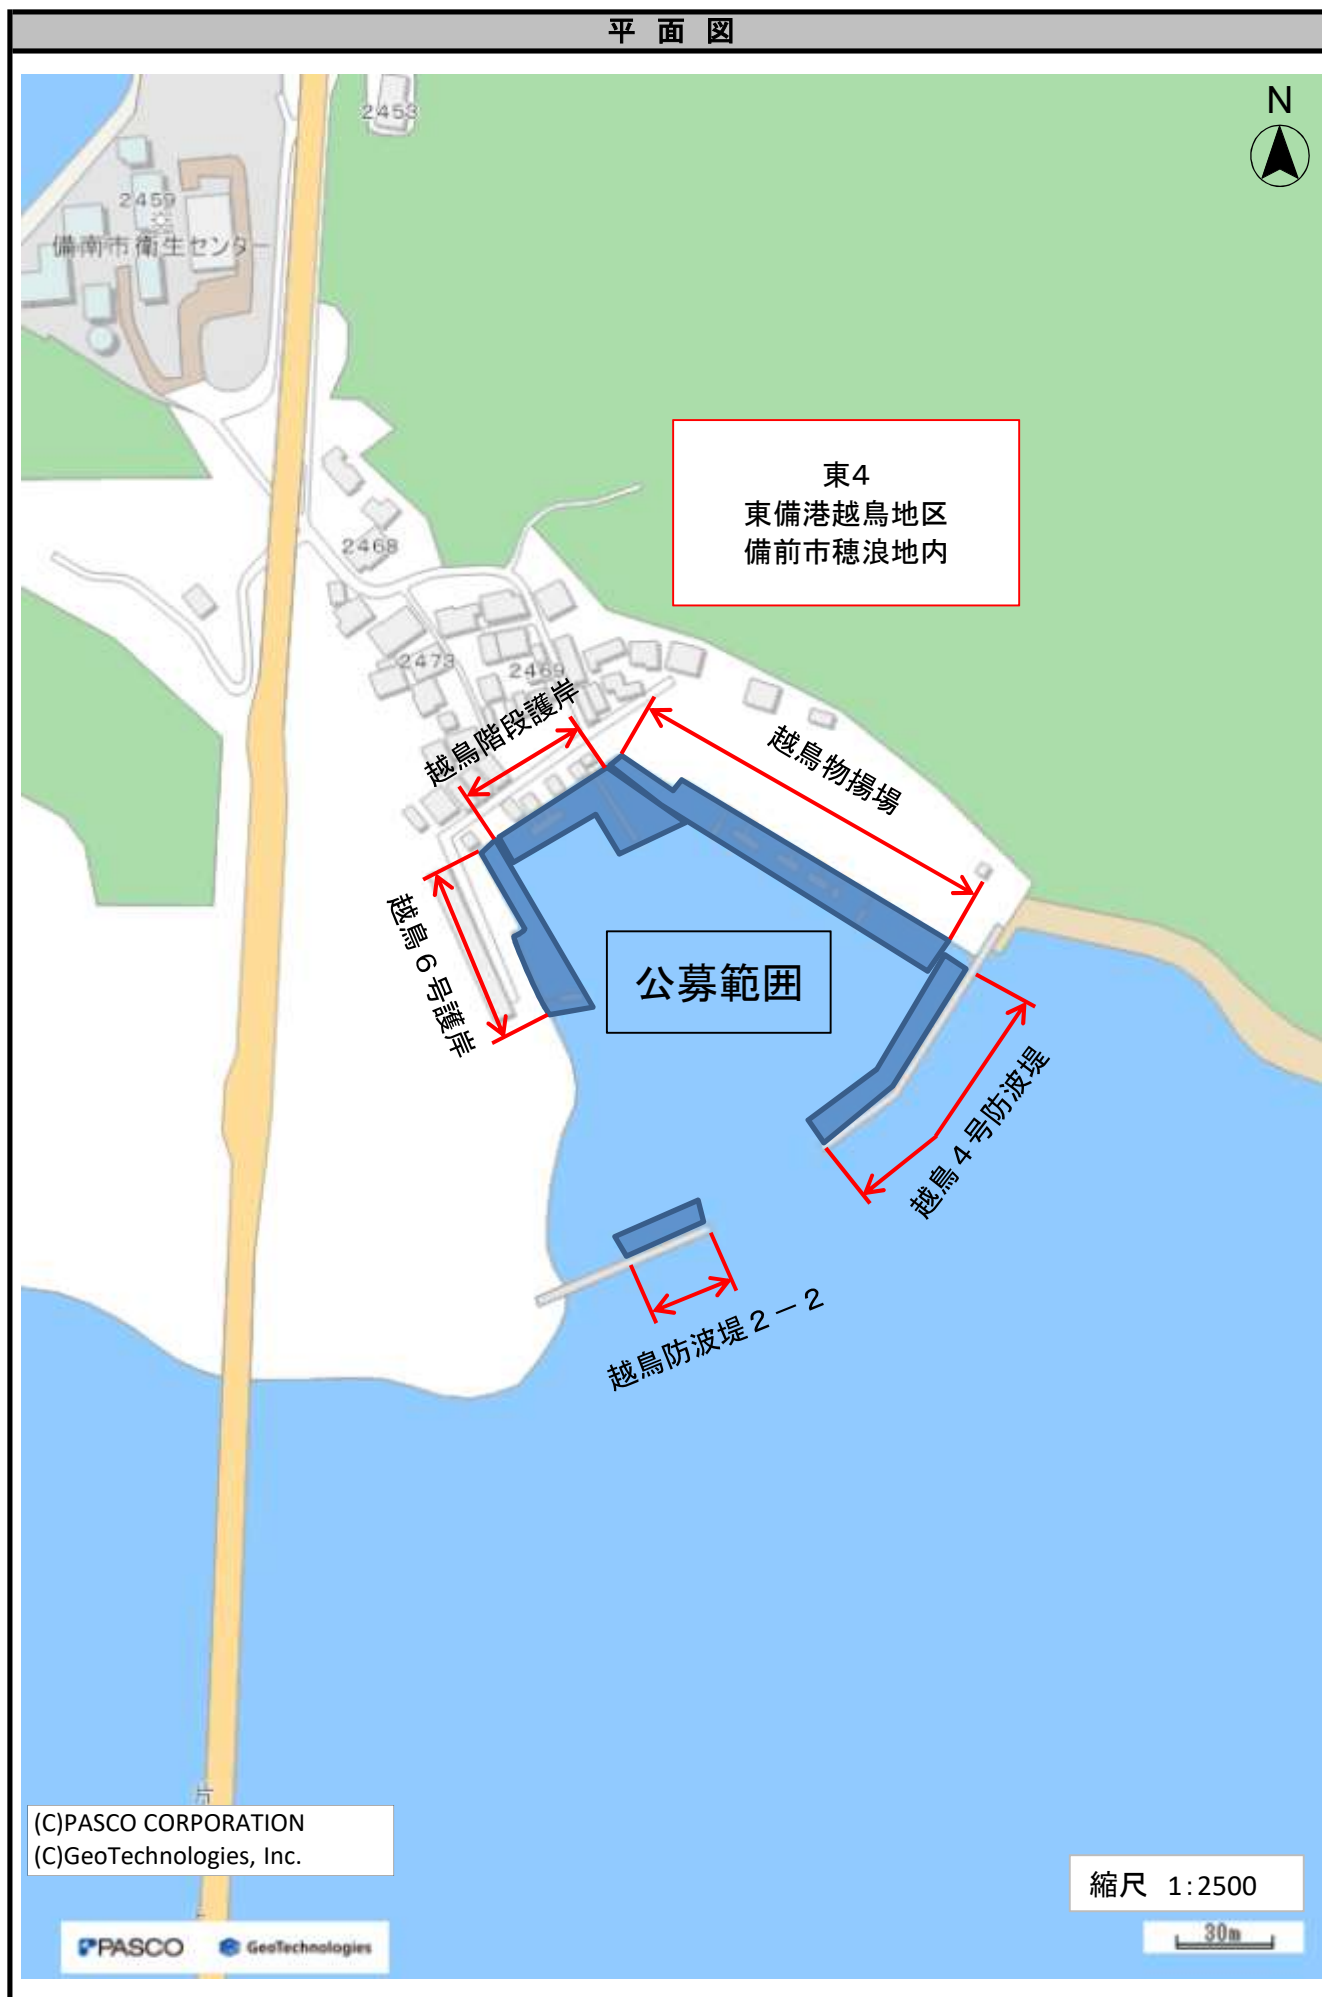 平面図
N
2453
2459
備南市衛生センター
東4
東備港越鳥地区
備前市穂浪地内
2468
2473
2469
越鳥階段護岸
越鳥物揚場
越鳥6号護岸
公募範囲
越鳥4号防波堤
越鳥防波堤2-2
片
(C)PASCO CORPORATION
(C)GeoTechnologies, Inc.
縮尺 1:2500
30m
PASCO GeoTechnologies